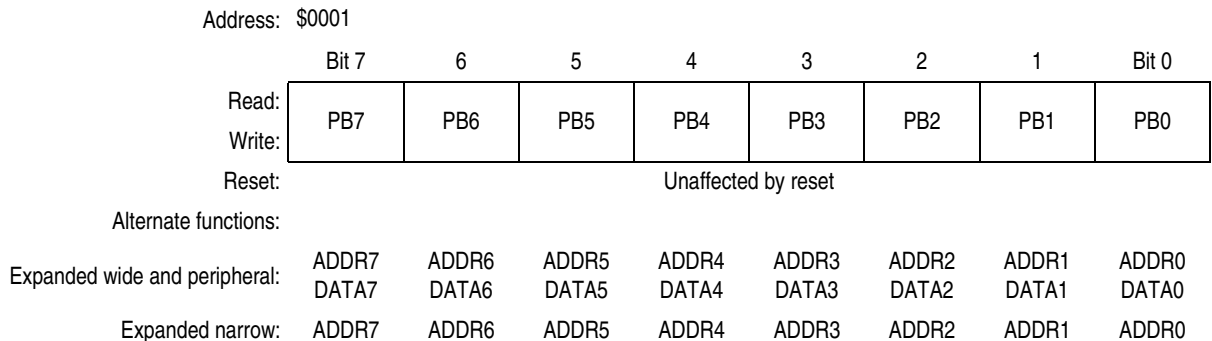 Address: $0001
Bit 7 6 5 4 3 2 1 Bit 0
Read:
PB7 PB6 PB5 PB4 PB3 PB2 PB1 PB0
Write:
Reset: Unaffected by reset
Alternate functions:
Expanded wide and peripheral: ADDR7 ADDR6 ADDR5 ADDR4 ADDR3 ADDR2 ADDR1 ADDR0
DATA7 DATA6 DATA5 DATA4 DATA3 DATA2 DATA1 DATA0
Expanded narrow: ADDR7 ADDR6 ADDR5 ADDR4 ADDR3 ADDR2 ADDR1 ADDR0